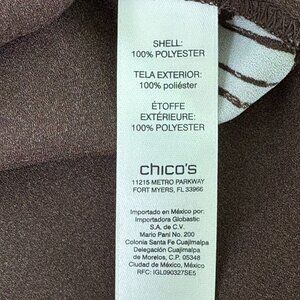 SHELL:
100% POLYESTER
TELA EXTERIOR:
100% poliéster
ÉTOFFE
EXTÉRIEURE:
100% POLYESTER
chico's
11215 METRO PARKWAY
FORT MYERS, FL 33966
Importado en México por:
Importadora Globastic
S.A. de C.V.
Mario Pani No. 200
Colonia Santa Fe Cuajimalpa
Delegación Cuajimalpa
de Morelos, C.P. 05348
Ciudad de México, México
RFC: IGL090327SE5